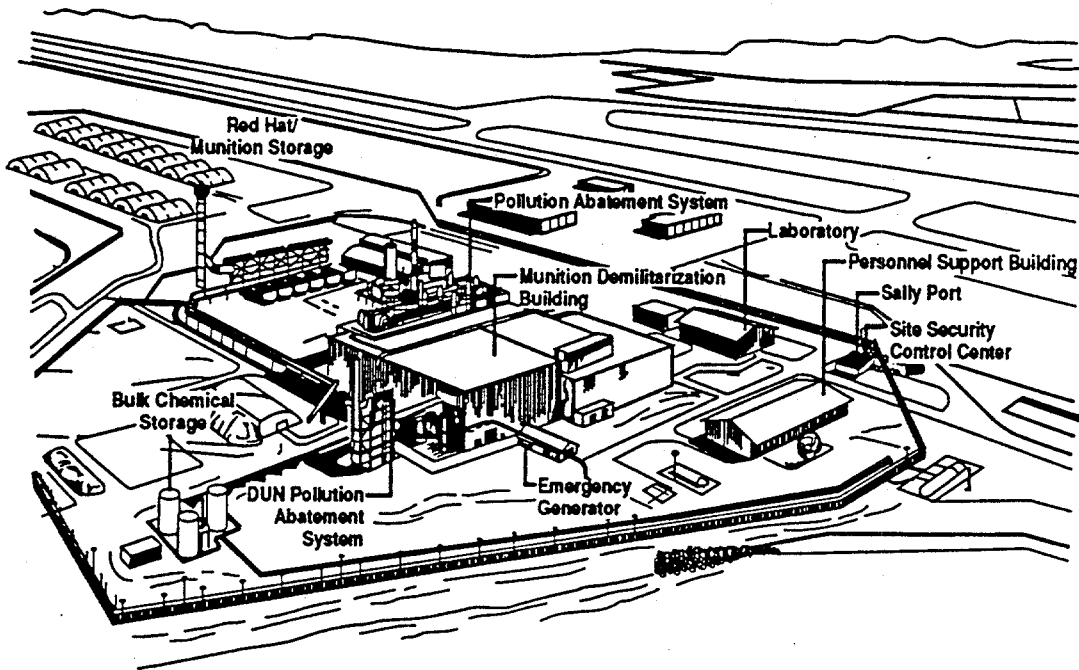 Red Hat/
Munition Storage
Pollution Abatement System
Laboratory
Munition Demilitarization
Building
Personnel Support Building
Sally Port
Site Security
Control Center
Bulk Chemical
Storage
DUN Pollution
Abatement
System
Emergency
Generator